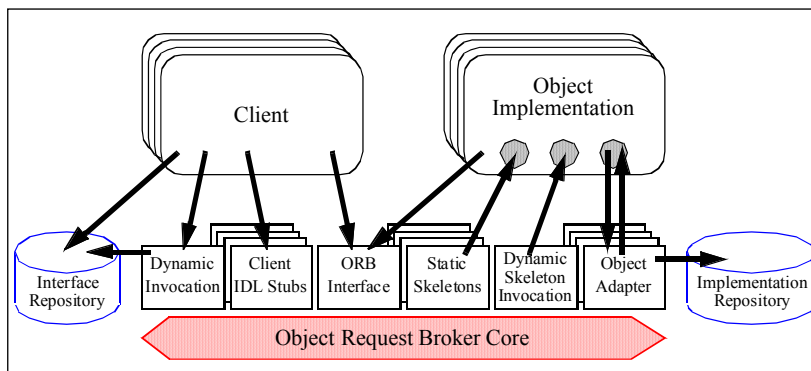 Client
Object
Implementation
Interface
Repository
Dynamic
Invocation
Client
IDL Stubs
ORB
Interface
Static
Skeletons
Dynamic
Skeleton
Invocation
Object
Adapter
Implementation
Repository
Object Request Broker Core